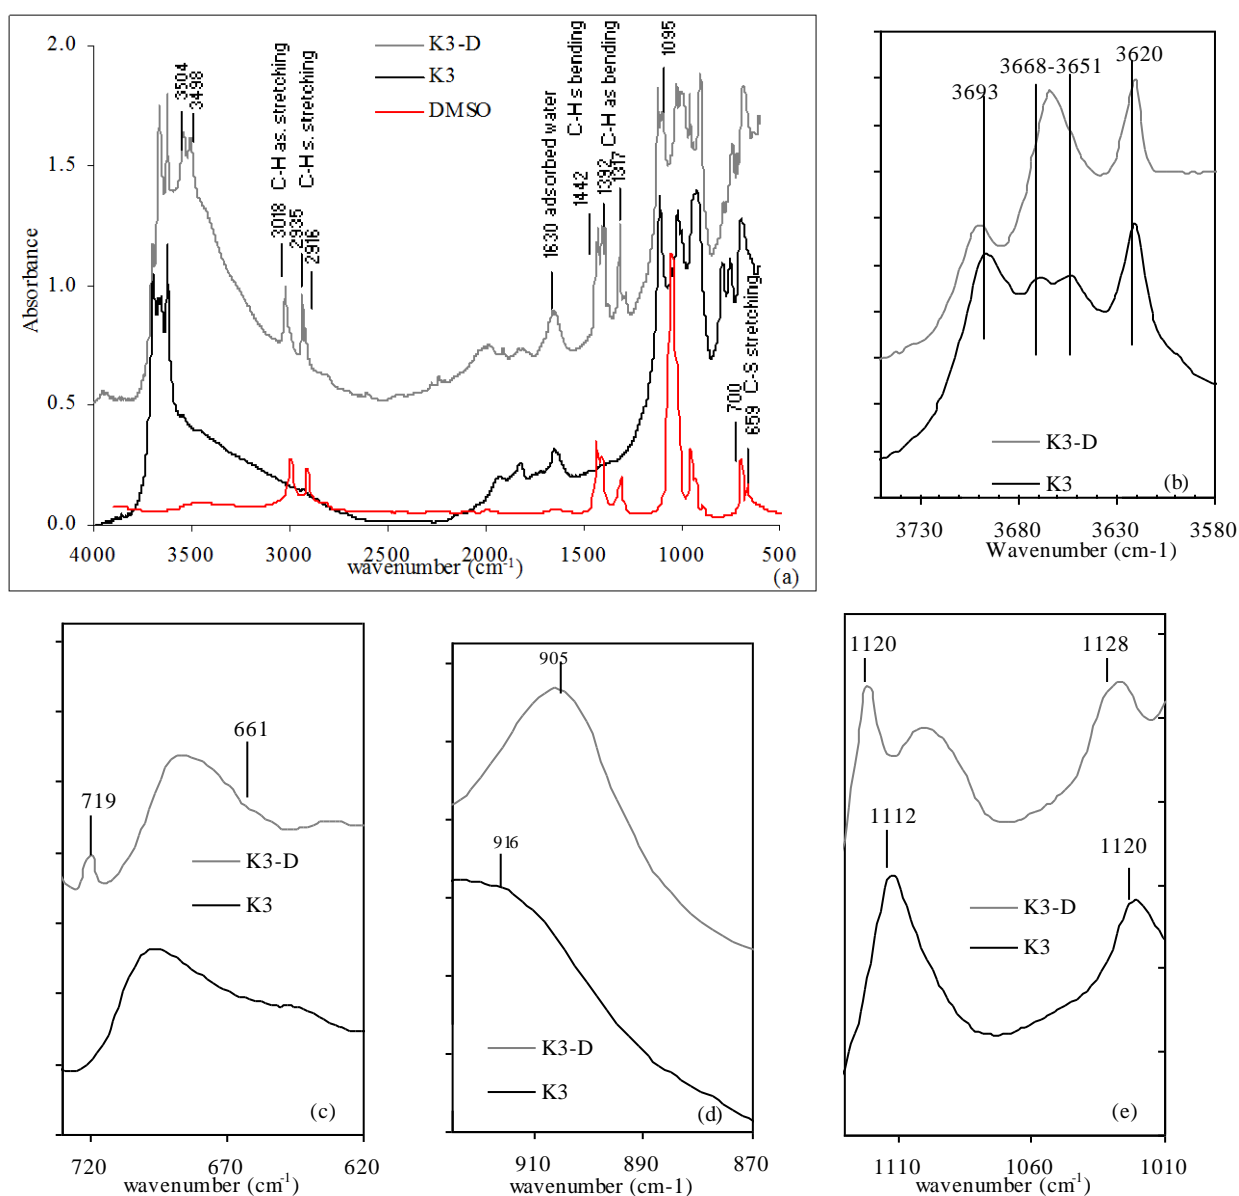 2.0
1.5
1.0
0.5
0.0
Absorbance
K3-D
K3
DMSO
3504
3498
3018 C-H as. stretching
2935 C-H s. stretching
2916
1630 adsorbed water
1442 C-H s bending
1392 C-H as bending
1317
1095
700
659 C-S stretching
4000 3500 3000 2500 2000 1500 1000 500
wavenumber (cm-1)
(a)
3693
3668-3651
3620
K3-D
K3
(b)
3730 3680 3630 3580
Wavenumber (cm-1)
661
719
K3-D
K3
(c)
720 670 620
wavenumber (cm-1)
905
916
K3-D
K3
(d)
910 890 870
wavenumber (cm-1)
1120 1128
1112
1120
K3-D
K3
(e)
1110 1060 1010
wavenumber (cm-1)